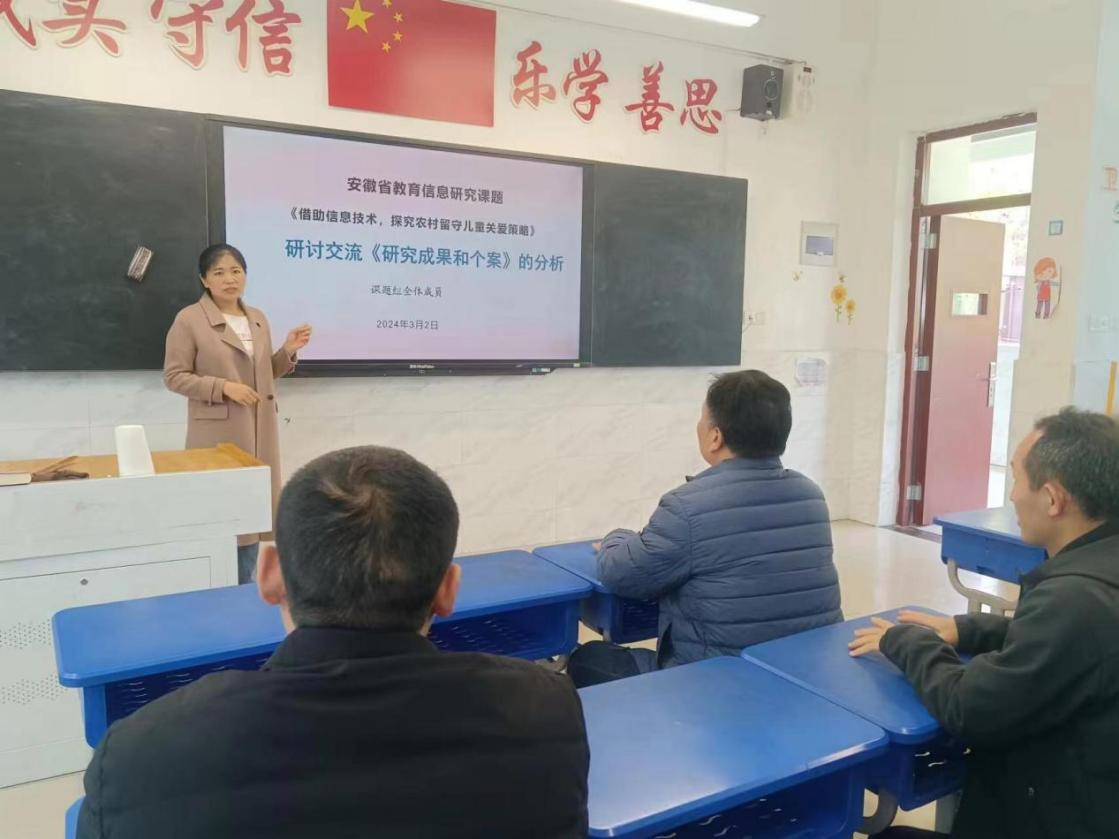 诚实 守信
乐学 善思
安徽省教育信息研究课题
《借助信息技术，探究农村留守儿童关爱策略》
研讨交流《研究成果和个案》的分析
课题组全体成员
2024年3月2日